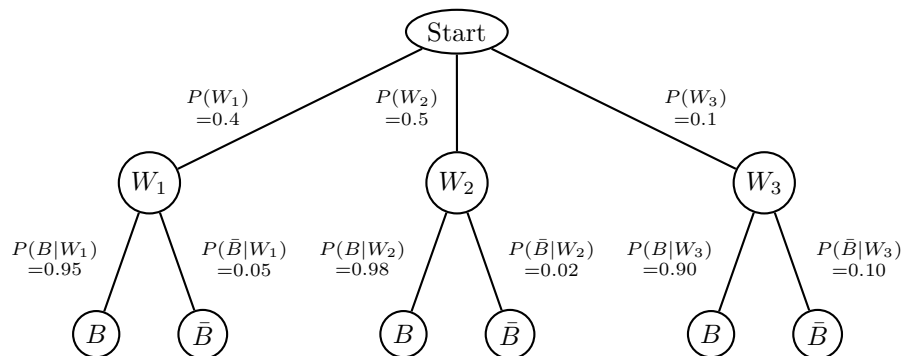 Start
P(W₁)
=0.4
P(W₂)
=0.5
P(W₃)
=0.1
W₁
W₂
W₃
P(B|W₁)
=0.95
P(B̄|W₁)
=0.05
P(B|W₂)
=0.98
P(B̄|W₂)
=0.02
P(B|W₃)
=0.90
P(B̄|W₃)
=0.10
B
B̄
B
B̄
B
B̄